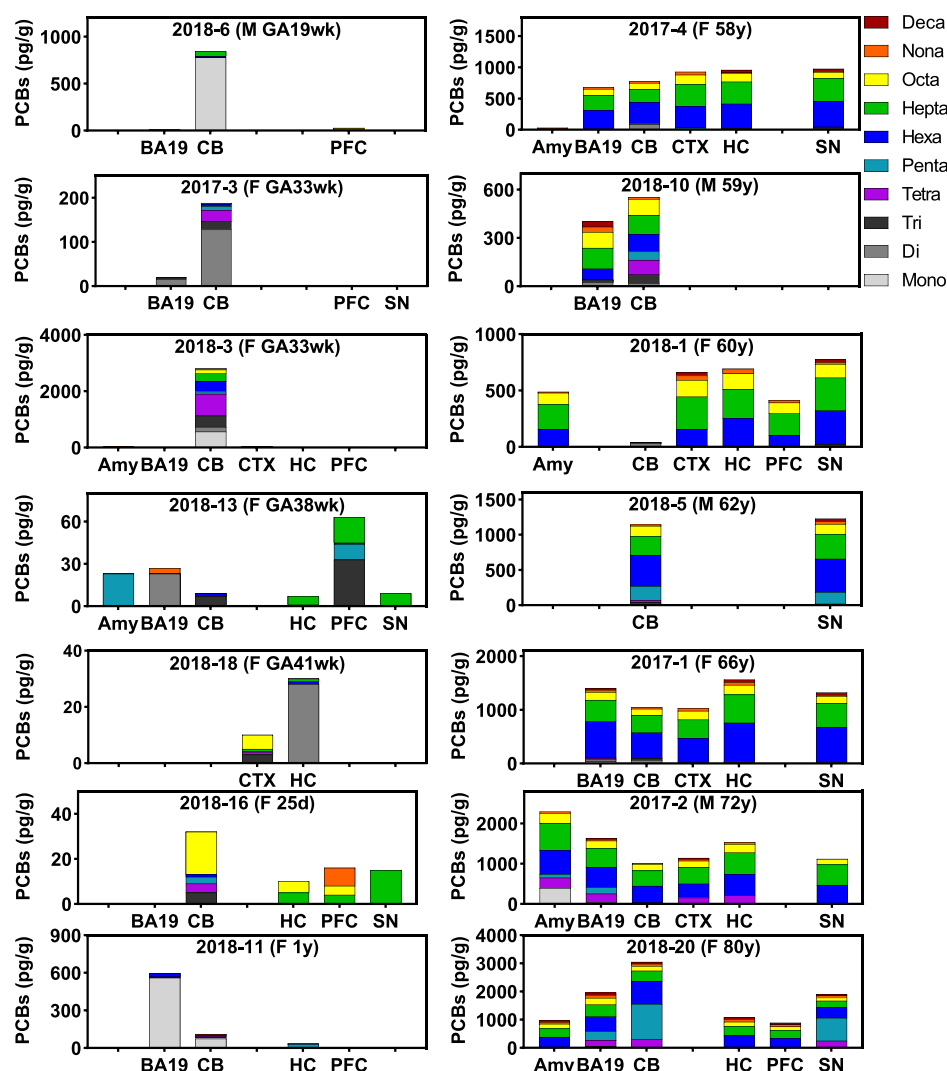 2018-6 (M GA19wk)
PCBs (pg/g)
1000
500
0
BA19 CB PFC
2017-3 (F GA33wk)
PCBs (pg/g)
200
100
0
BA19 CB PFC SN
2018-3 (F GA33wk)
PCBs (pg/g)
4000
2000
0
Amy BA19 CB CTX HC PFC
2018-13 (F GA38wk)
PCBs (pg/g)
60
30
0
Amy BA19 CB HC PFC SN
2018-18 (F GA41wk)
PCBs (pg/g)
40
20
0
CTX HC
2018-16 (F 25d)
PCBs (pg/g)
40
20
0
BA19 CB HC PFC SN
2018-11 (F 1y)
PCBs (pg/g)
900
600
300
0
BA19 CB HC PFC
2017-4 (F 58y)
PCBs (pg/g)
1500
1000
500
0
Amy BA19 CB CTX HC SN
2018-10 (M 59y)
PCBs (pg/g)
600
300
0
BA19 CB
2018-1 (F 60y)
PCBs (pg/g)
1000
500
0
Amy CB CTX HC PFC SN
2018-5 (M 62y)
PCBs (pg/g)
1500
1000
500
0
CB SN
2017-1 (F 66y)
PCBs (pg/g)
2000
1000
0
BA19 CB CTX HC SN
2017-2 (M 72y)
PCBs (pg/g)
2000
1000
0
Amy BA19 CB CTX HC SN
2018-20 (F 80y)
PCBs (pg/g)
4000
3000
2000
1000
0
Amy BA19 CB HC PFC SN
Deca
Nona
Octa
Hepta
Hexa
Penta
Tetra
Tri
Di
Mono